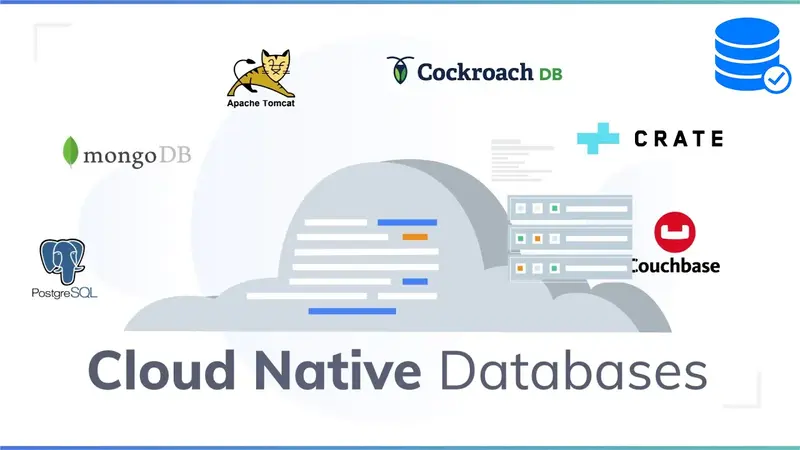 Apache Tomcat
Cockroach DB
CRATE
mongoDB
Couchbase
PostgreSQL
Cloud Native Databases